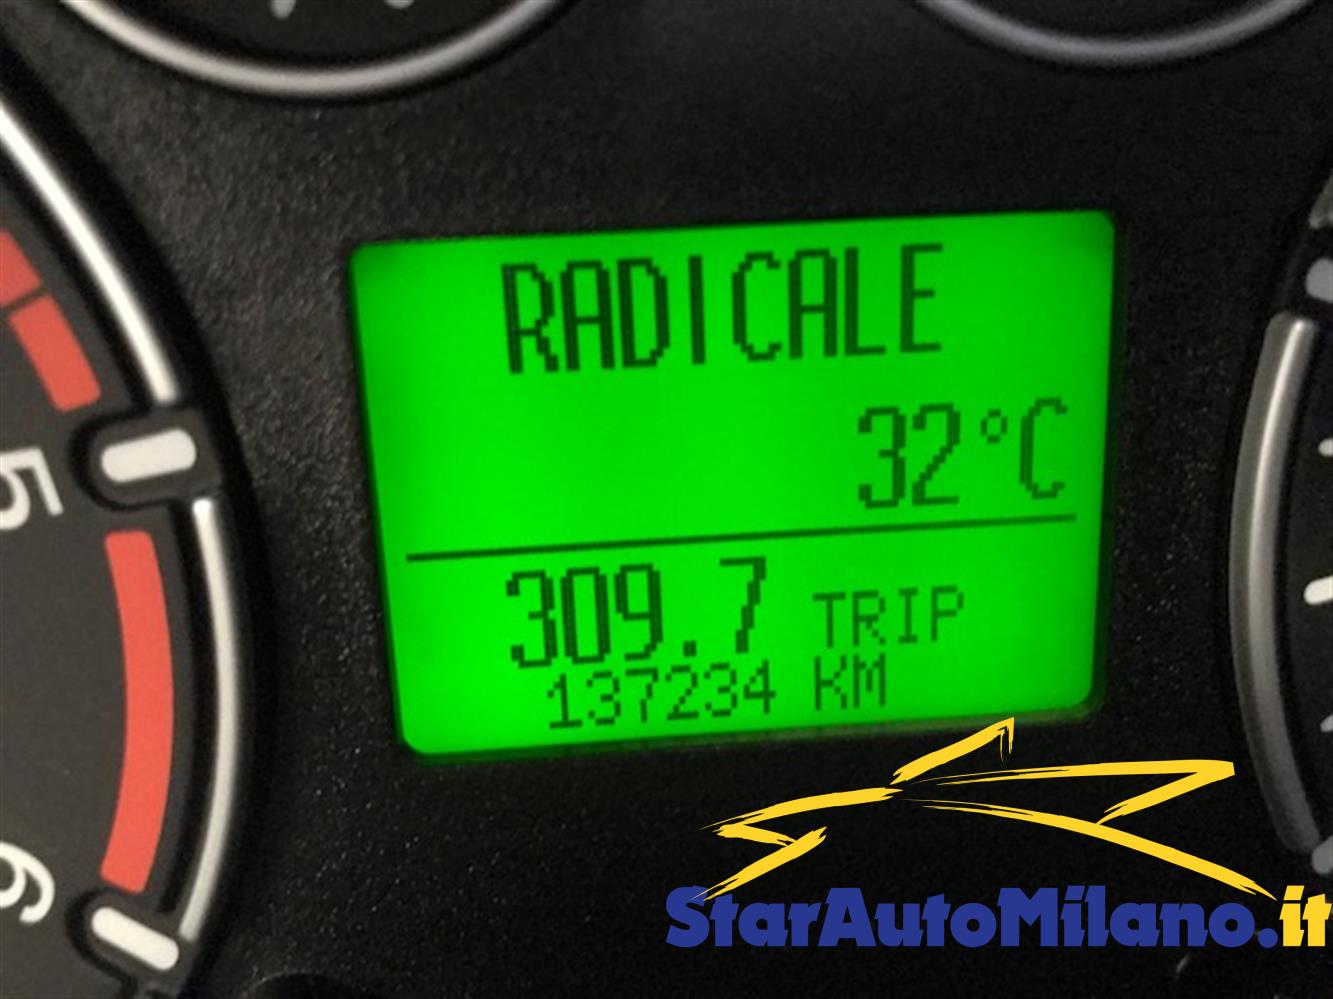 RADICALE
32°C
309.7 TRIP
137234 KM
5
6
StarAutoMilano.it